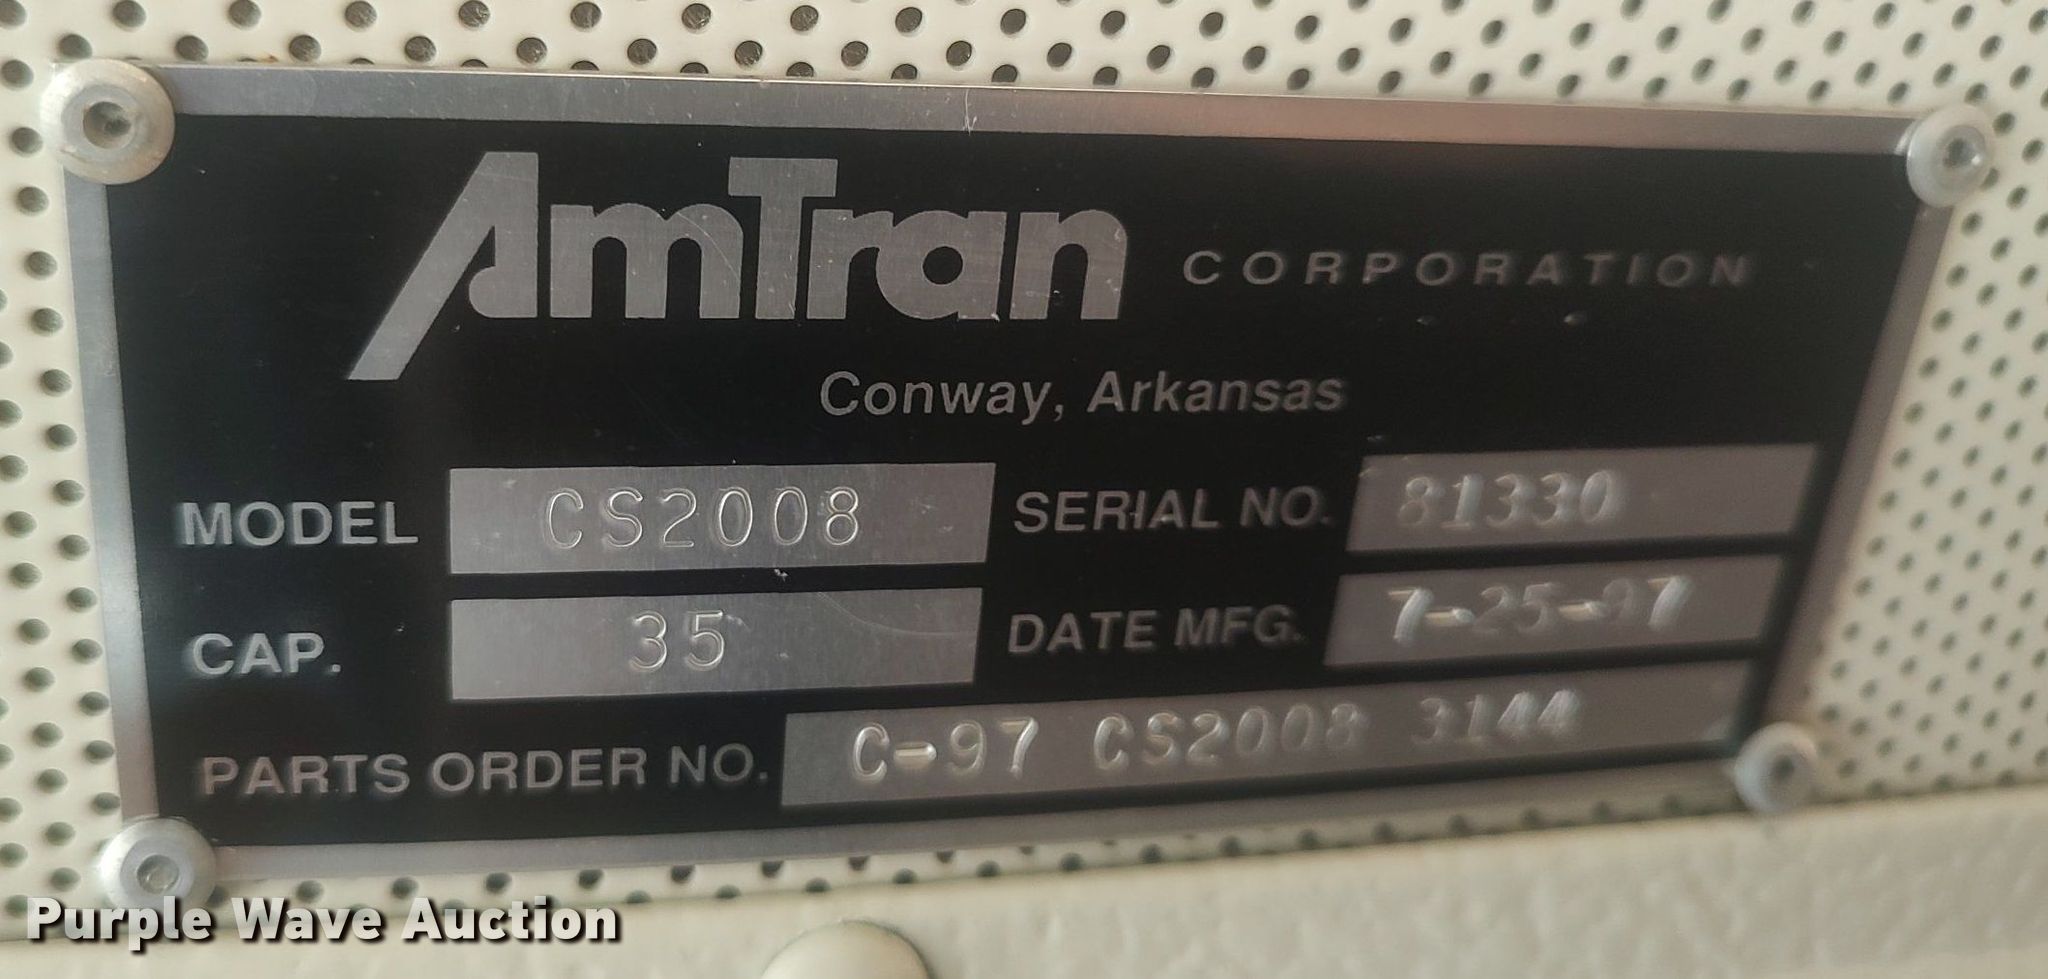 AmTran CORPORATION
Conway, Arkansas
MODEL CS2008 SERIAL NO. 81330
CAP. 35 DATE MFG. 7-25-97
PARTS ORDER NO. C-97 CS2008 3144
Purple Wave Auction